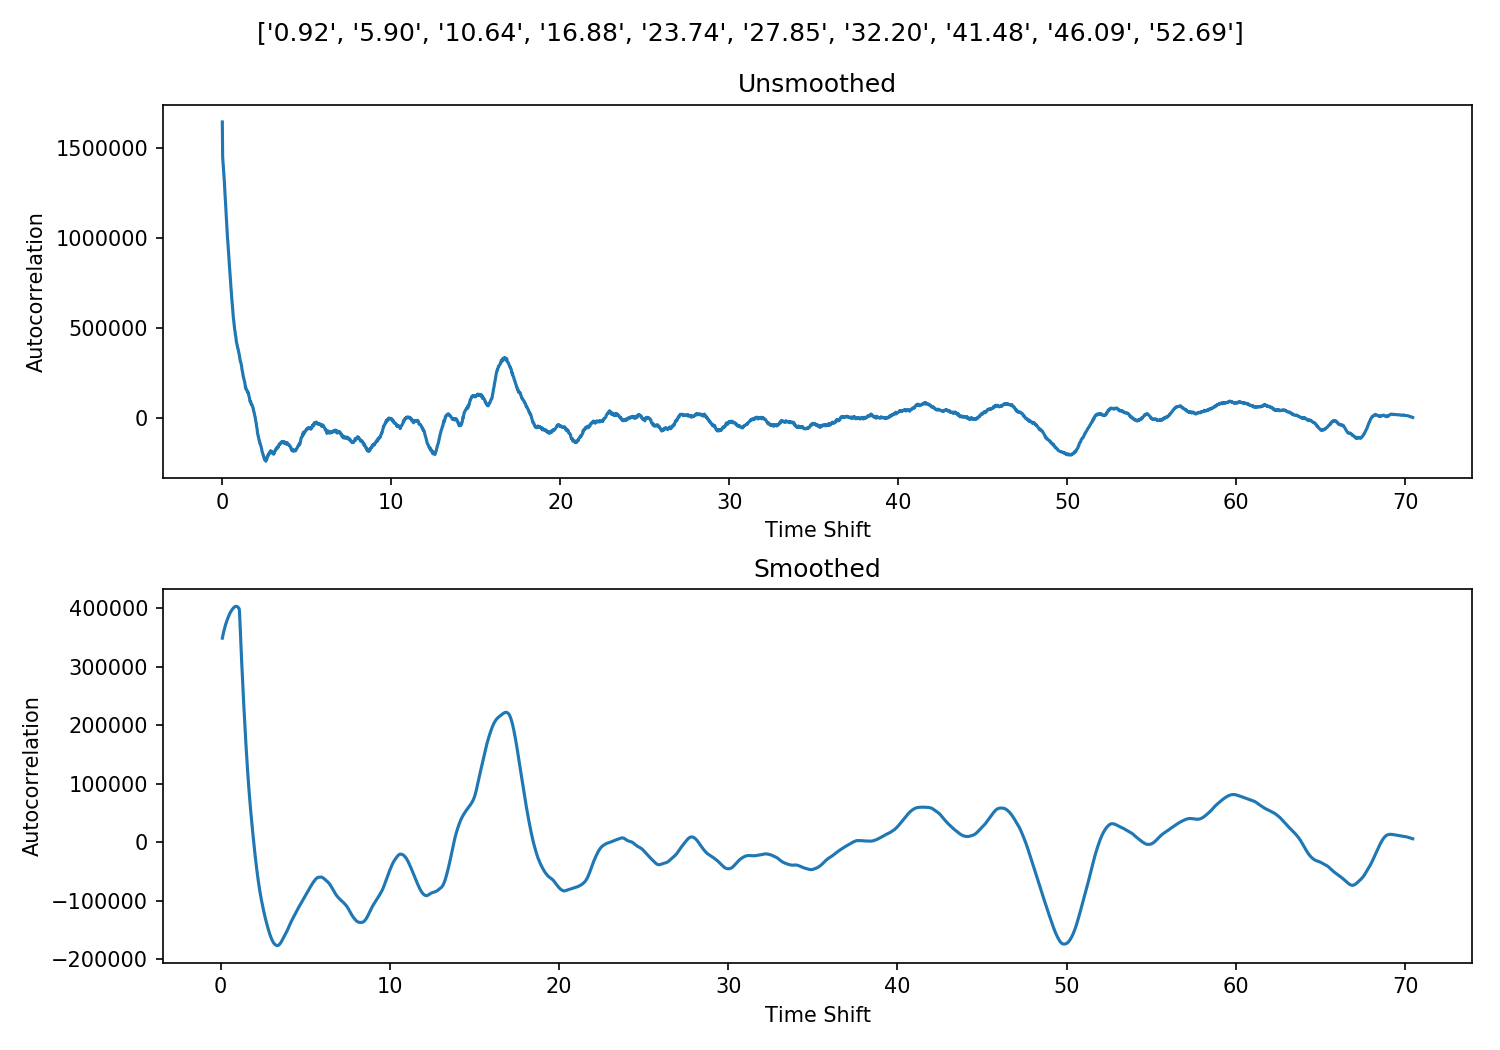 ['0.92', '5.90', '10.64', '16.88', '23.74', '27.85', '32.20', '41.48', '46.09', '52.69']
Unsmoothed
1500000
1000000
500000
0
Autocorrelation
0 10 20 30 40 50 60 70
Time Shift
Smoothed
400000
300000
200000
100000
0
−100000
−200000
Autocorrelation
0 10 20 30 40 50 60 70
Time Shift